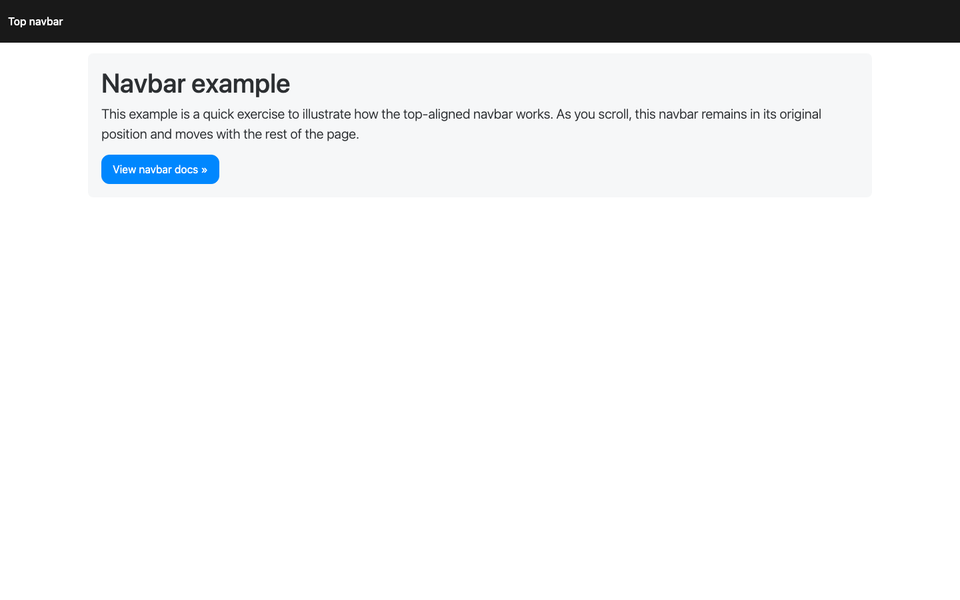 Top navbar
Navbar example
This example is a quick exercise to illustrate how the top-aligned navbar works. As you scroll, this navbar remains in its original
position and moves with the rest of the page.
View navbar docs »